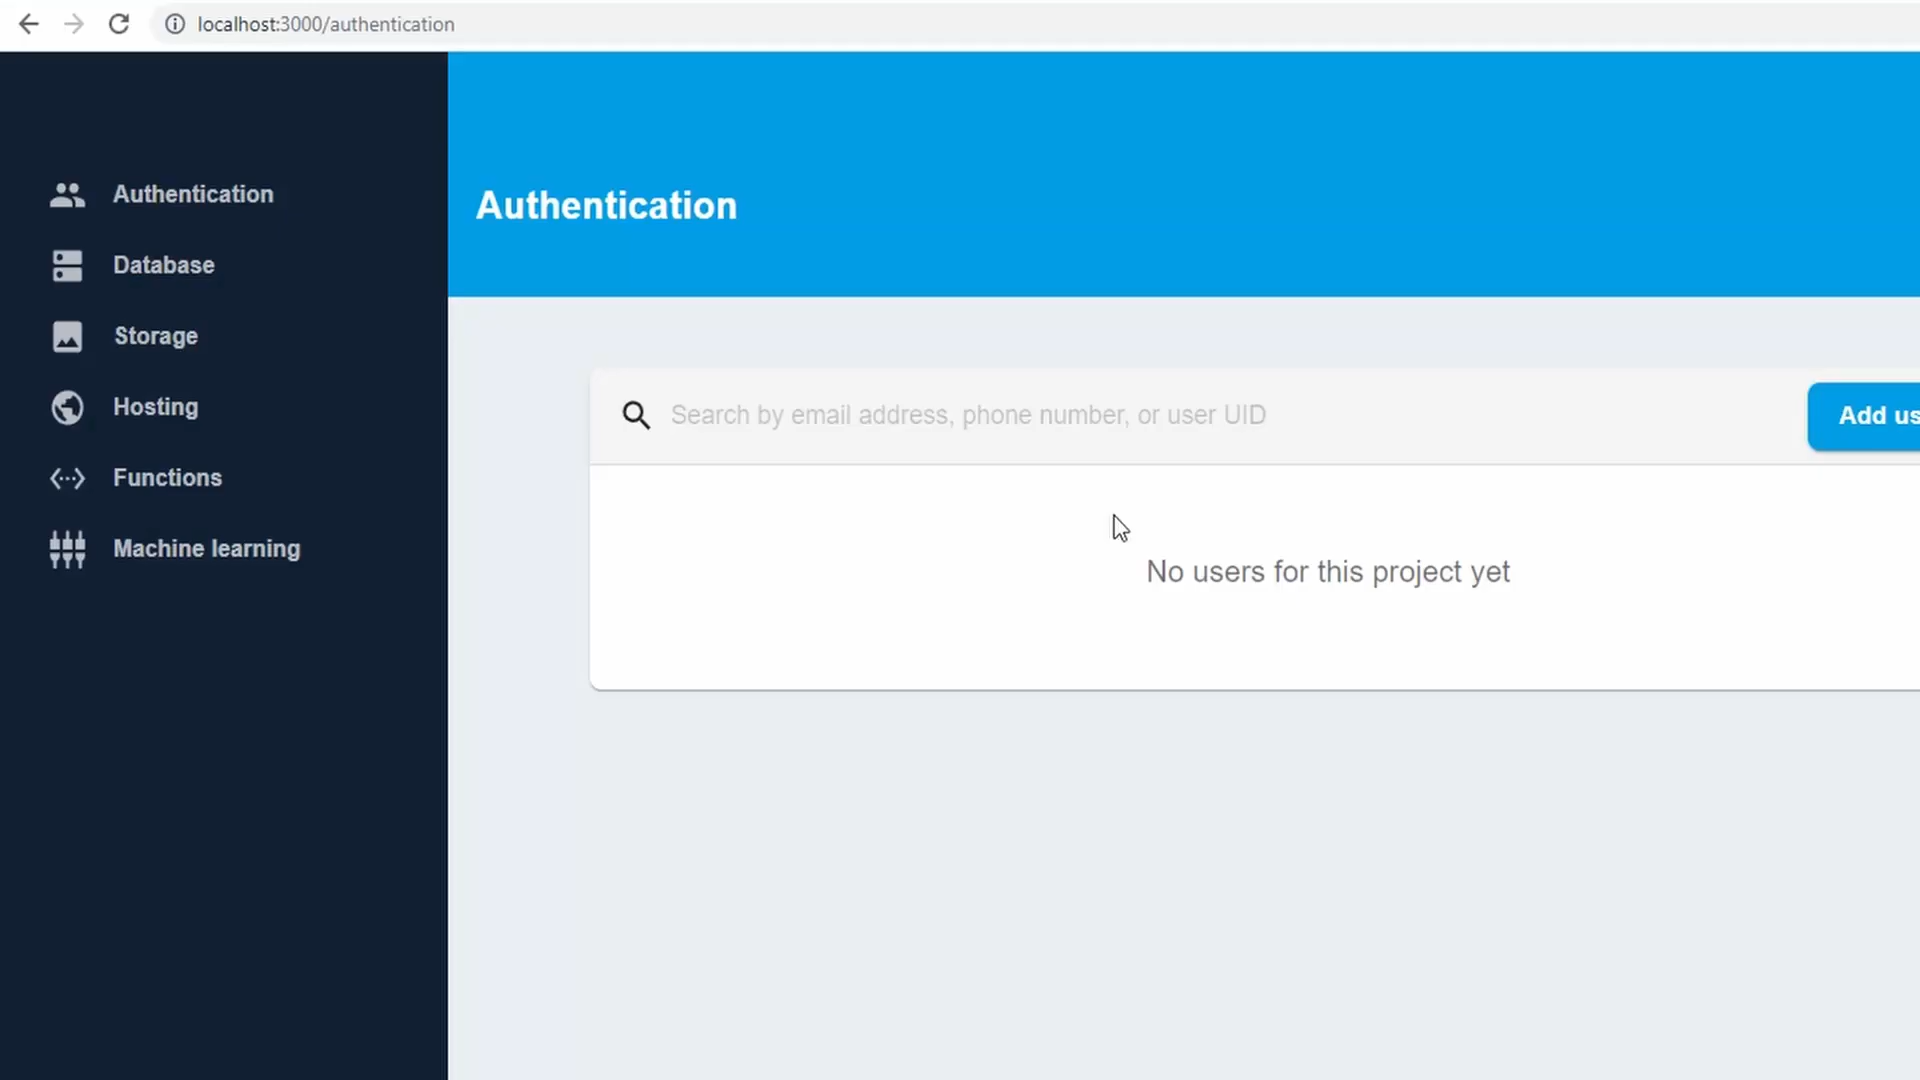 localhost:3000/authentication
Authentication
Database
Storage
Hosting
Functions
Machine learning
Authentication
Search by email address, phone number, or user UID
Add us
No users for this project yet